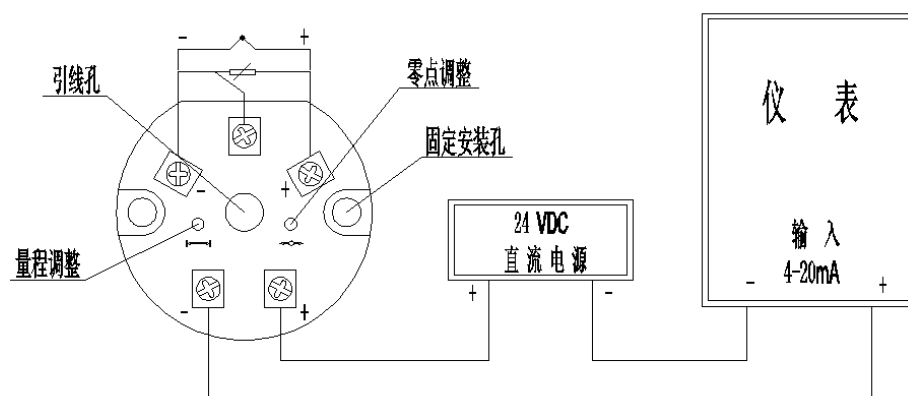 - +
引线孔
零点调整
固定安装孔
- +
量程调整
- +
24 VDC
直流电源
+ -
仪 表
输 入
4-20mA
- +